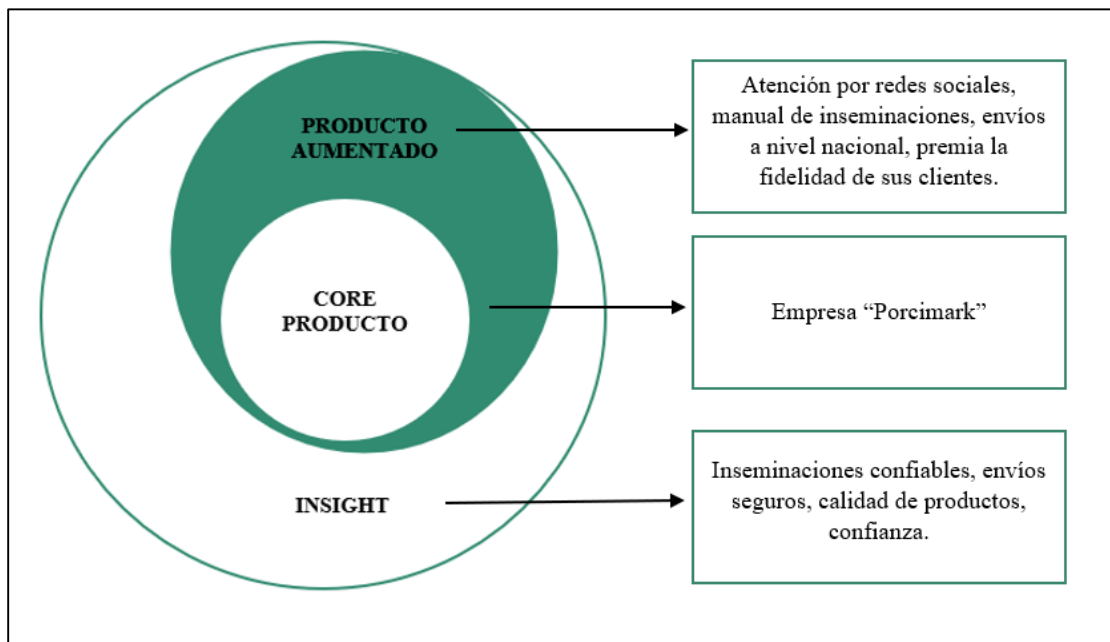 PRODUCTO
AUMENTADO
Atención por redes sociales,
manual de inseminaciones, envíos
a nivel nacional, premia la
fidelidad de sus clientes.
CORE
PRODUCTO
Empresa “Porcimark”
INSIGHT
Inseminaciones confiables, envíos
seguros, calidad de productos,
confianza.